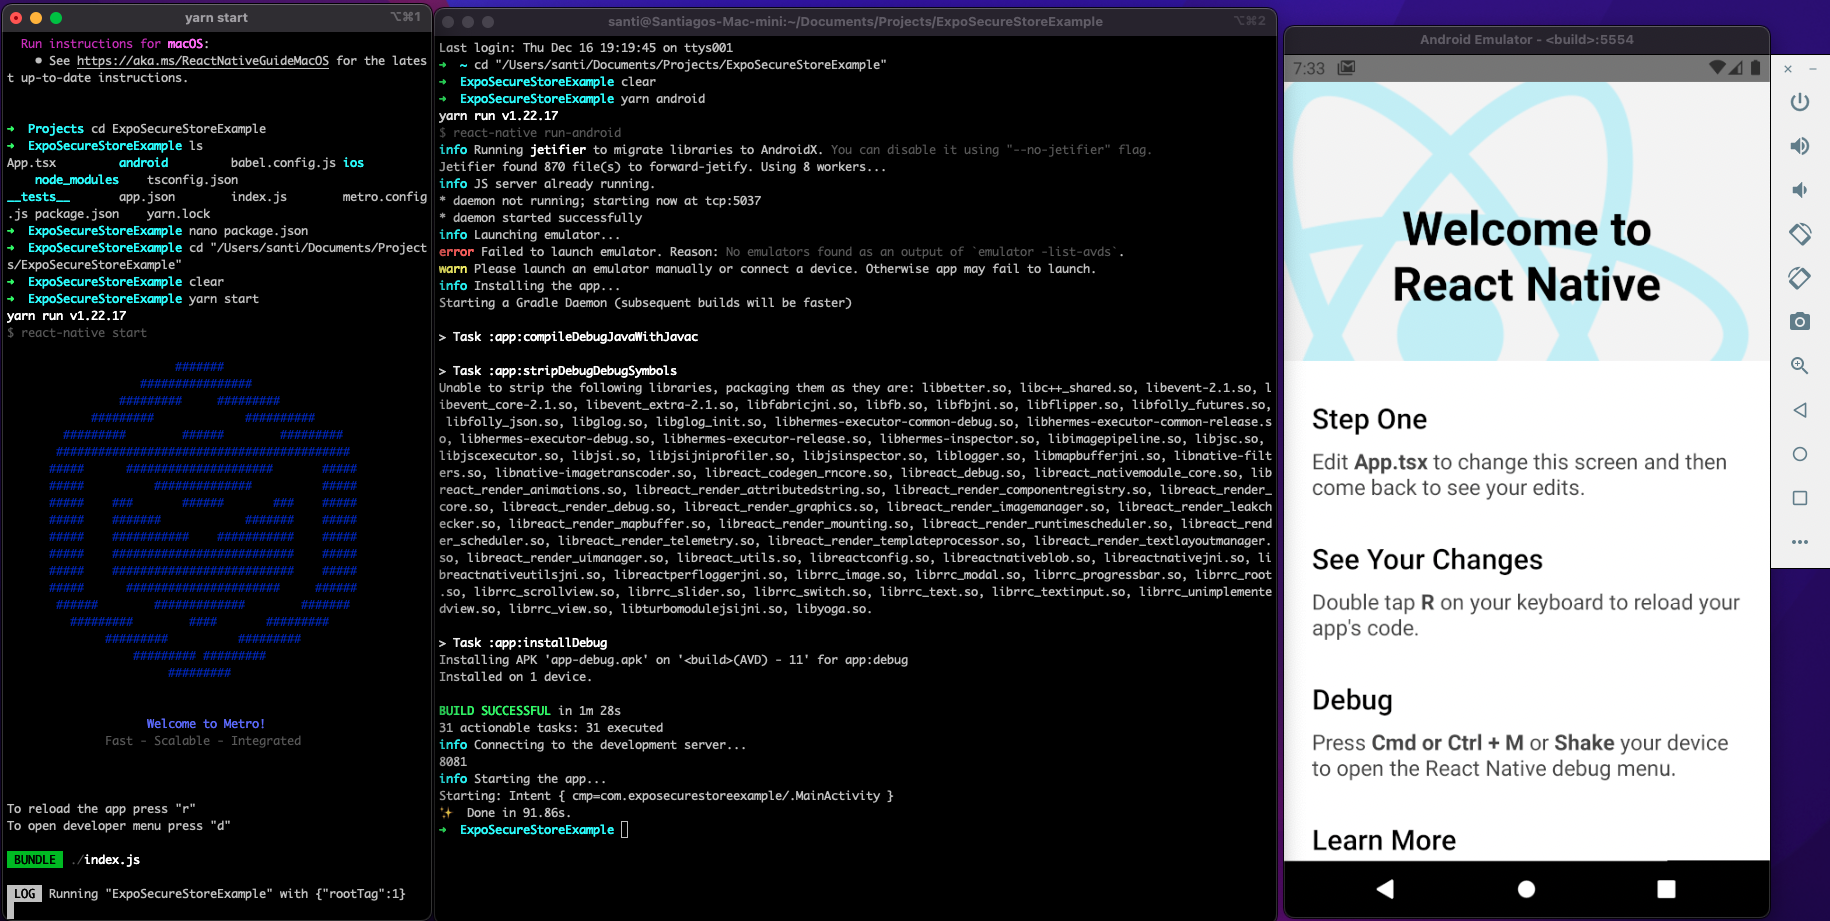 yarn start
⌥⌘1
Run instructions for macOS:
• See https://aka.ms/ReactNativeGuideMacOS for the lates
t up-to-date instructions.
➜ Projects cd ExpoSecureStoreExample
➜ ExpoSecureStoreExample ls
App.tsx android babel.config.js ios
node_modules tsconfig.json
__tests__ app.json index.js metro.config
.js package.json yarn.lock
➜ ExpoSecureStoreExample nano package.json
➜ ExpoSecureStoreExample cd "/Users/santi/Documents/Project
s/ExpoSecureStoreExample"
➜ ExpoSecureStoreExample clear
➜ ExpoSecureStoreExample yarn start
yarn run v1.22.17
$ react-native start
Welcome to Metro!
Fast - Scalable - Integrated
To reload the app press "r"
To open developer menu press "d"
BUNDLE ./index.js
LOG Running "ExpoSecureStoreExample" with {"rootTag":1}
santi@Santiagos-Mac-mini:~/Documents/Projects/ExpoSecureStoreExample
⌥⌘2
Last login: Thu Dec 16 19:19:45 on ttys001
➜ ~ cd "/Users/santi/Documents/Projects/ExpoSecureStoreExample"
➜ ExpoSecureStoreExample clear
➜ ExpoSecureStoreExample yarn android
yarn run v1.22.17
$ react-native run-android
info Running jetifier to migrate libraries to AndroidX. You can disable it using "--no-jetifier" flag.
Jetifier found 870 file(s) to forward-jetify. Using 8 workers...
info JS server already running.
* daemon not running; starting now at tcp:5037
* daemon started successfully
info Launching emulator...
error Failed to launch emulator. Reason: No emulators found as an output of `emulator -list-avds`.
warn Please launch an emulator manually or connect a device. Otherwise app may fail to launch.
info Installing the app...
Starting a Gradle Daemon (subsequent builds will be faster)
> Task :app:compileDebugJavaWithJavac
> Task :app:stripDebugDebugSymbols
Unable to strip the following libraries, packaging them as they are: libbetter.so, libc++_shared.so, libevent-2.1.so, l
ibevent_core-2.1.so, libevent_extra-2.1.so, libfabricjni.so, libfb.so, libfbjni.so, libflipper.so, libfolly_futures.so,
libfolly_json.so, libglog.so, libglog_init.so, libhermes-executor-common-debug.so, libhermes-executor-common-release.s
o, libhermes-executor-debug.so, libhermes-executor-release.so, libhermes-inspector.so, libimagepipeline.so, libjsc.so,
libjscexecutor.so, libjsi.so, libjsijniprofiler.so, libjsinspector.so, liblogger.so, libmapbufferjni.so, libnative-filt
ers.so, libnative-imagetranscoder.so, libreact_codegen_rncore.so, libreact_debug.so, libreact_nativemodule_core.so, lib
react_render_animations.so, libreact_render_attributedstring.so, libreact_render_componentregistry.so, libreact_render_
core.so, libreact_render_debug.so, libreact_render_graphics.so, libreact_render_imagemanager.so, libreact_render_leakch
ecker.so, libreact_render_mapbuffer.so, libreact_render_mounting.so, libreact_render_runtimescheduler.so, libreact_rend
er_scheduler.so, libreact_render_telemetry.so, libreact_render_templateprocessor.so, libreact_render_textlayoutmanager.
so, libreact_render_uimanager.so, libreact_utils.so, libreactconfig.so, libreactnativeblob.so, libreactnativejni.so, li
breactnativeutilsjni.so, libreactperfloggerjni.so, librrc_image.so, librrc_modal.so, librrc_progressbar.so, librrc_root
.so, librrc_scrollview.so, librrc_slider.so, librrc_switch.so, librrc_text.so, librrc_textinput.so, librrc_unimplemente
dview.so, librrc_view.so, libturbomodulejsijni.so, libyoga.so.
> Task :app:installDebug
Installing APK 'app-debug.apk' on '<build>(AVD) - 11' for app:debug
Installed on 1 device.
BUILD SUCCESSFUL in 1m 28s
31 actionable tasks: 31 executed
info Connecting to the development server...
8081
info Starting the app...
Starting: Intent { cmp=com.exposecurestoreexample/.MainActivity }
✨ Done in 91.86s.
➜ ExpoSecureStoreExample
Android Emulator - <build>:5554
7:33
Welcome to
React Native
Step One
Edit App.tsx to change this screen and then
come back to see your edits.
See Your Changes
Double tap R on your keyboard to reload your
app's code.
Debug
Press Cmd or Ctrl + M or Shake your device
to open the React Native debug menu.
Learn More